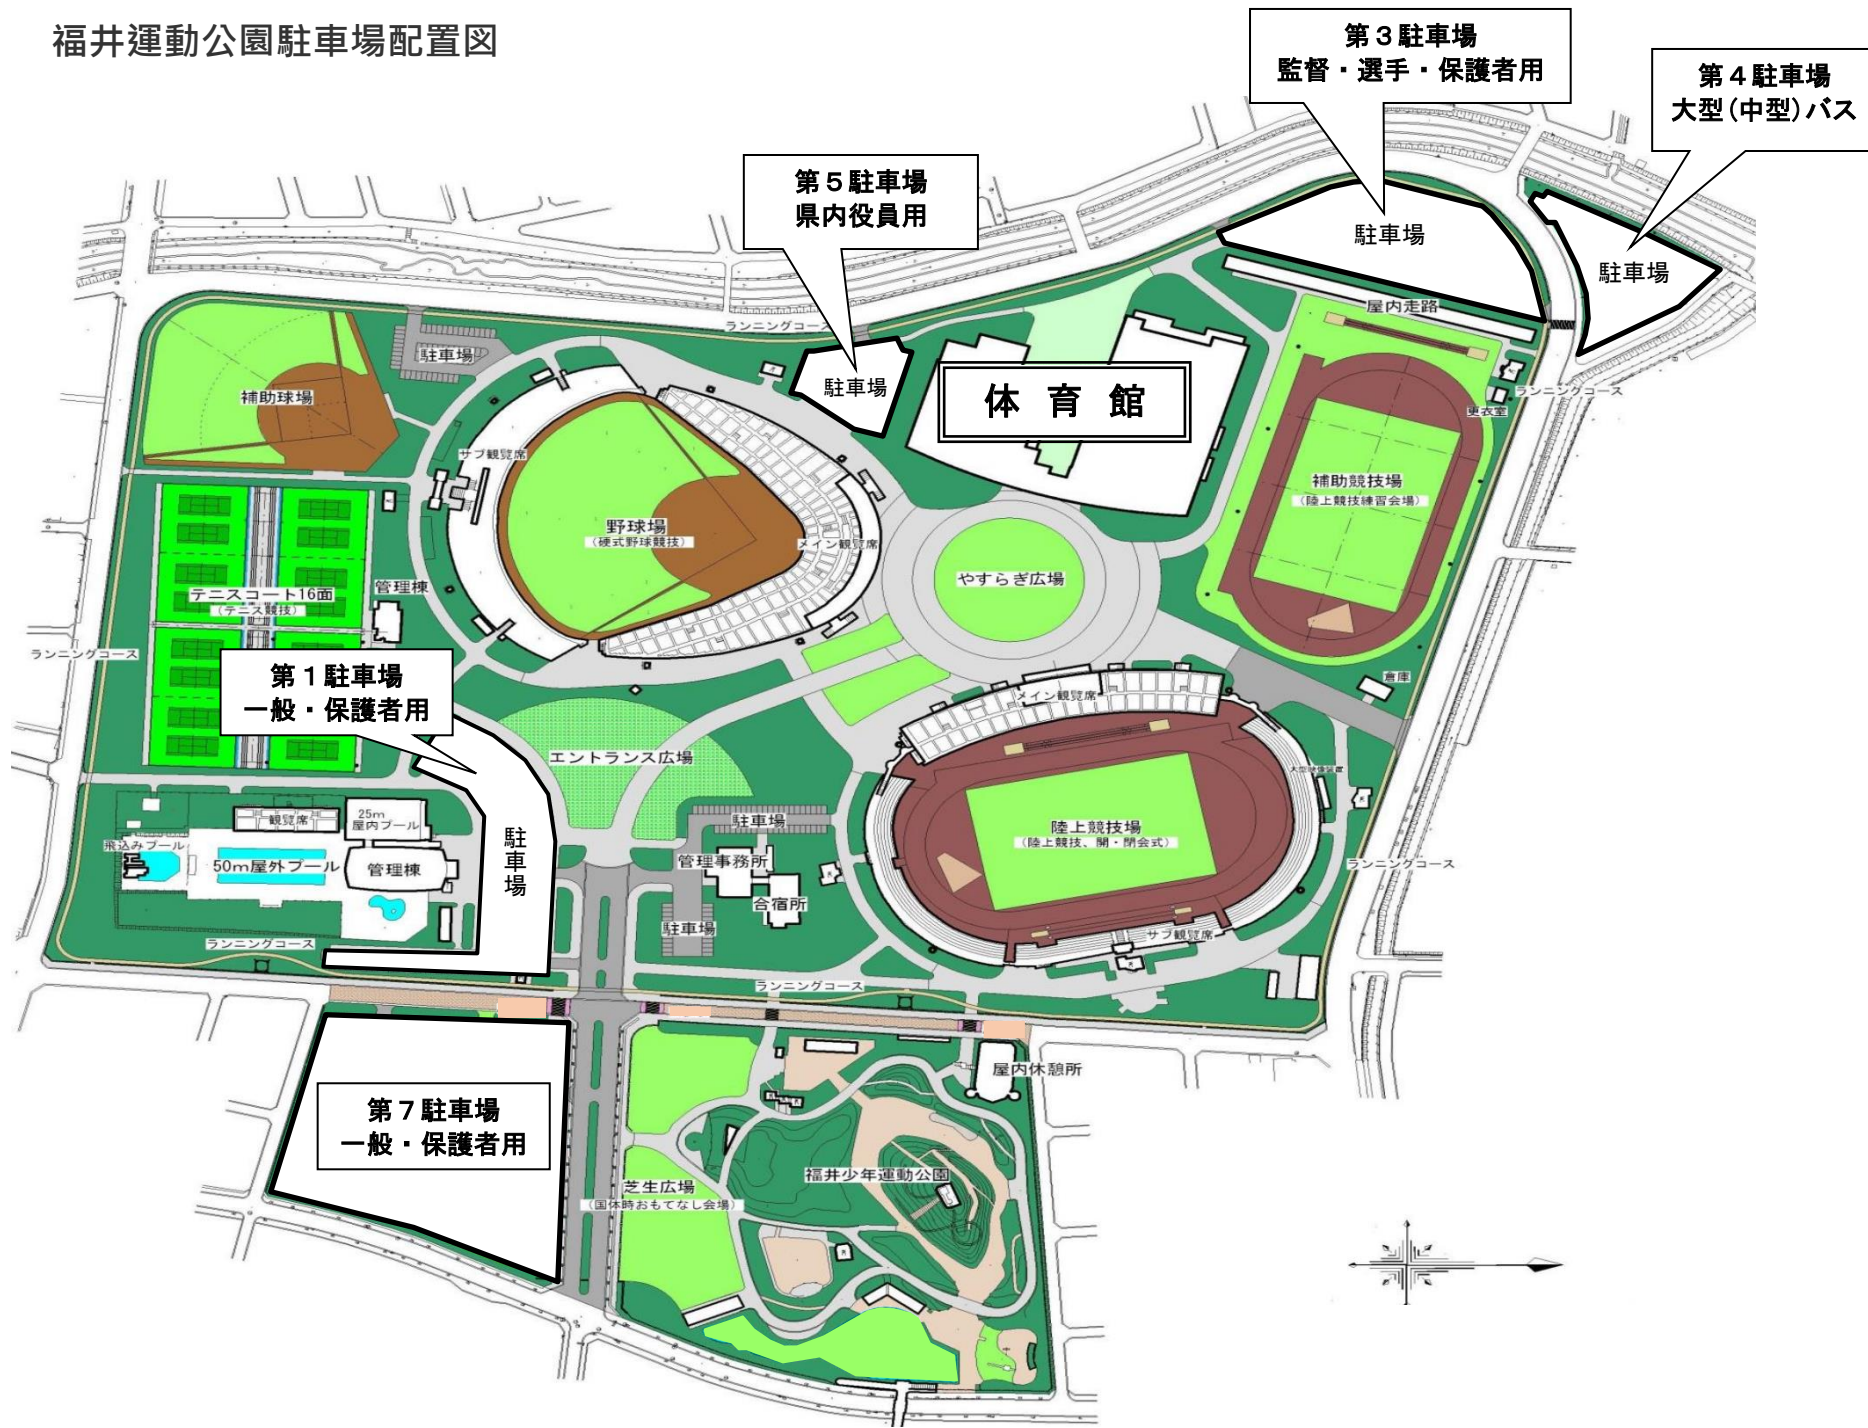 福井運動公園駐車場配置図
第３駐車場
監督・選手・保護者用
第４駐車場
大型(中型)バス
第５駐車場
県内役員用
駐車場
駐車場
屋内走路
ランニングコース
駐車場
駐車場
補助球場
体 育 館
ランニングコース
更衣室
サブ観覧席
補助競技場
（陸上競技練習会場）
野球場
（硬式野球競技）
メイン観覧席
やすらぎ広場
管理棟
テニスコート16面
（テニス競技）
ランニングコース
第１駐車場
一般・保護者用
倉庫
メイン観覧席
エントランス広場
大型映像装置
25m
屋内プール
観覧席
飛込みプール
50m屋外プール
管理棟
駐車場
駐車場
管理事務所
合宿所
駐車場
陸上競技場
（陸上競技、開・閉会式）
ランニングコース
サブ観覧席
ランニングコース
ランニングコース
屋内休憩所
第７駐車場
一般・保護者用
福井少年運動公園
芝生広場
（国体時おもてなし会場）